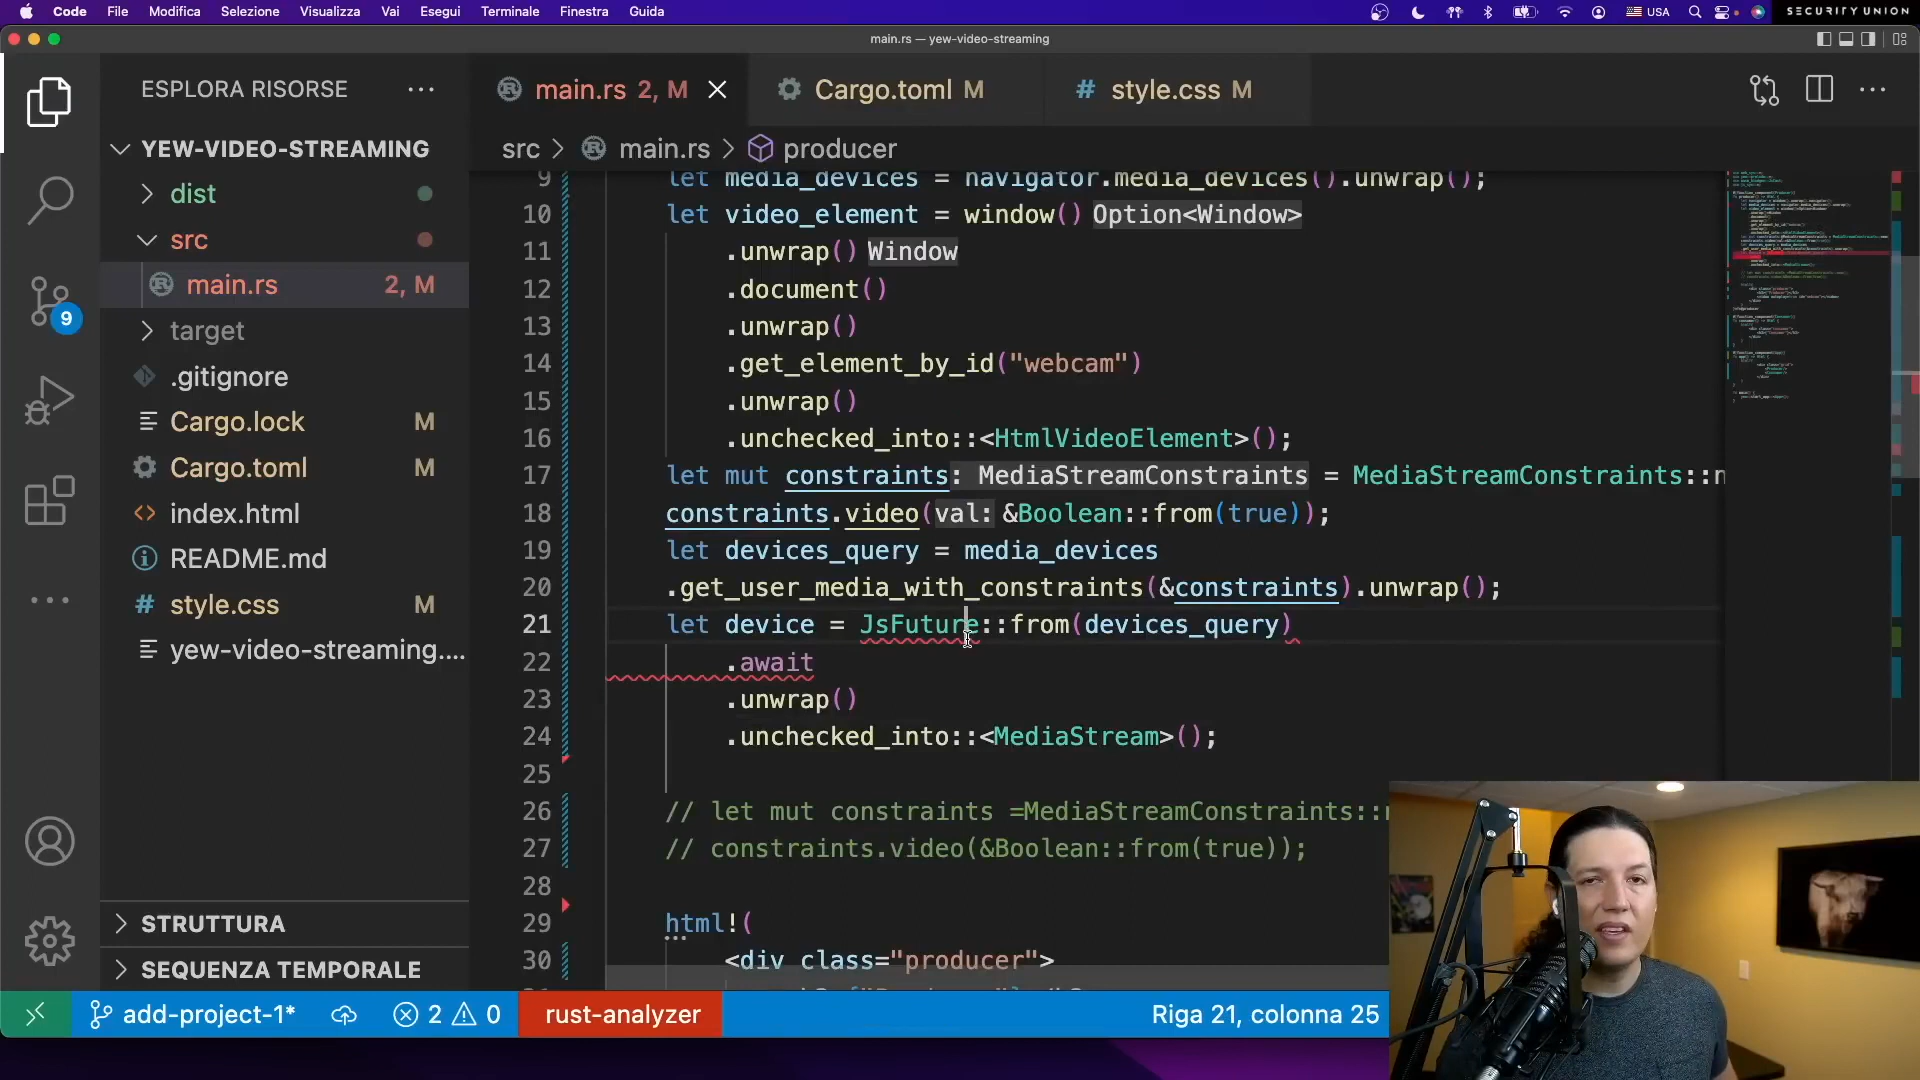 Code File Modifica Selezione Visualizza Vai Esegui Terminale Finestra Guida USA SECURITY UNION
main.rs — yew-video-streaming
ESPLORA RISORSE
YEW-VIDEO-STREAMING
dist
src
main.rs 2, M
target
.gitignore
Cargo.lock M
Cargo.toml M
index.html
README.md
style.css M
yew-video-streaming....
9
STRUTTURA
SEQUENZA TEMPORALE
main.rs 2, M Cargo.toml M # style.css M
src > main.rs > producer
9 let media_devices = navigator.media_devices().unwrap();
10 let video_element = window() Option<Window>
11 .unwrap() Window
12 .document()
13 .unwrap()
14 .get_element_by_id("webcam")
15 .unwrap()
16 .unchecked_into::<HtmlVideoElement>();
17 let mut constraints: MediaStreamConstraints = MediaStreamConstraints::n
18 constraints.video(val: &Boolean::from(true));
19 let devices_query = media_devices
20 .get_user_media_with_constraints(&constraints).unwrap();
21 let device = JsFuture::from(devices_query)
22 .await
23 .unwrap()
24 .unchecked_into::<MediaStream>();
25
26 // let mut constraints =MediaStreamConstraints::n
27 // constraints.video(&Boolean::from(true));
28
29 html!(
30 <div class="producer">
add-project-1* 2 0 rust-analyzer Riga 21, colonna 25